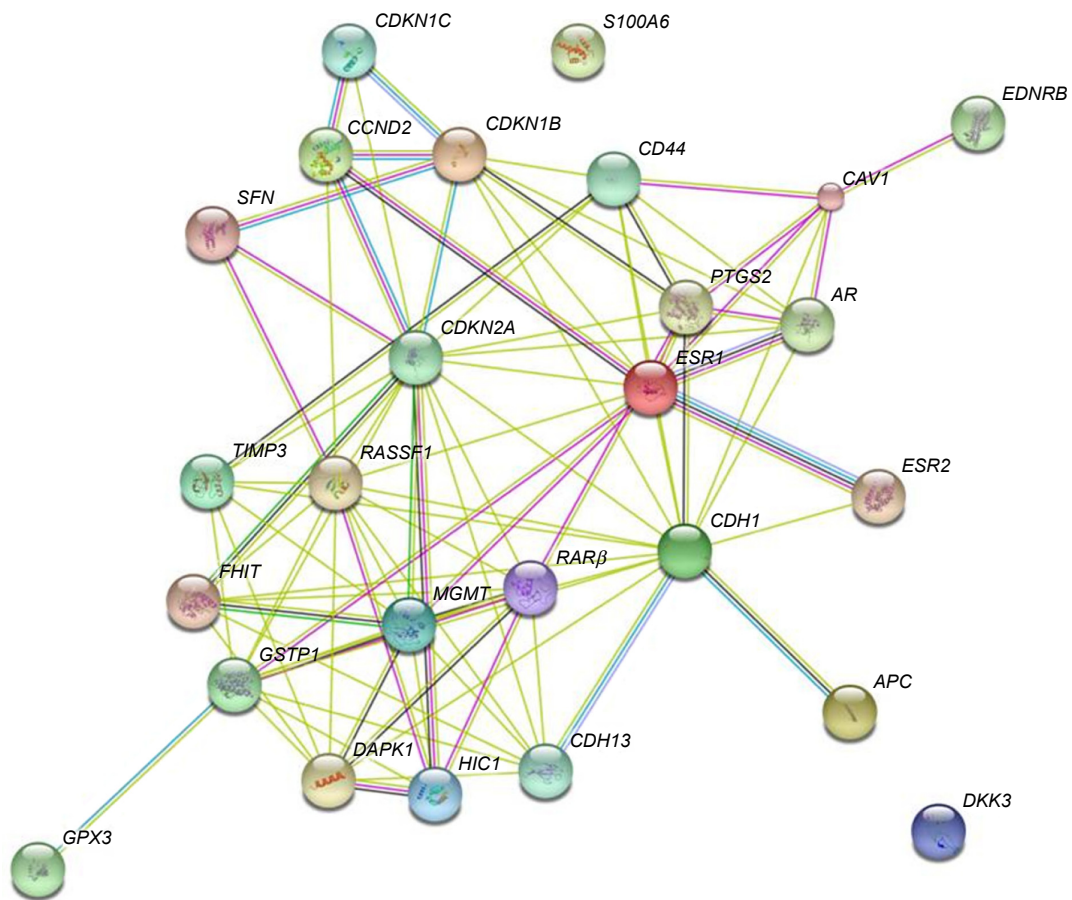 CDKN1C
S100A6
EDNRB
CCND2
CDKN1B
CD44
CAV1
SFN
PTGS2
AR
CDKN2A
ESR1
TIMP3
RASSF1
ESR2
CDH1
FHIT
RARβ
MGMT
GSTP1
APC
DAPK1
HIC1
CDH13
DKK3
GPX3